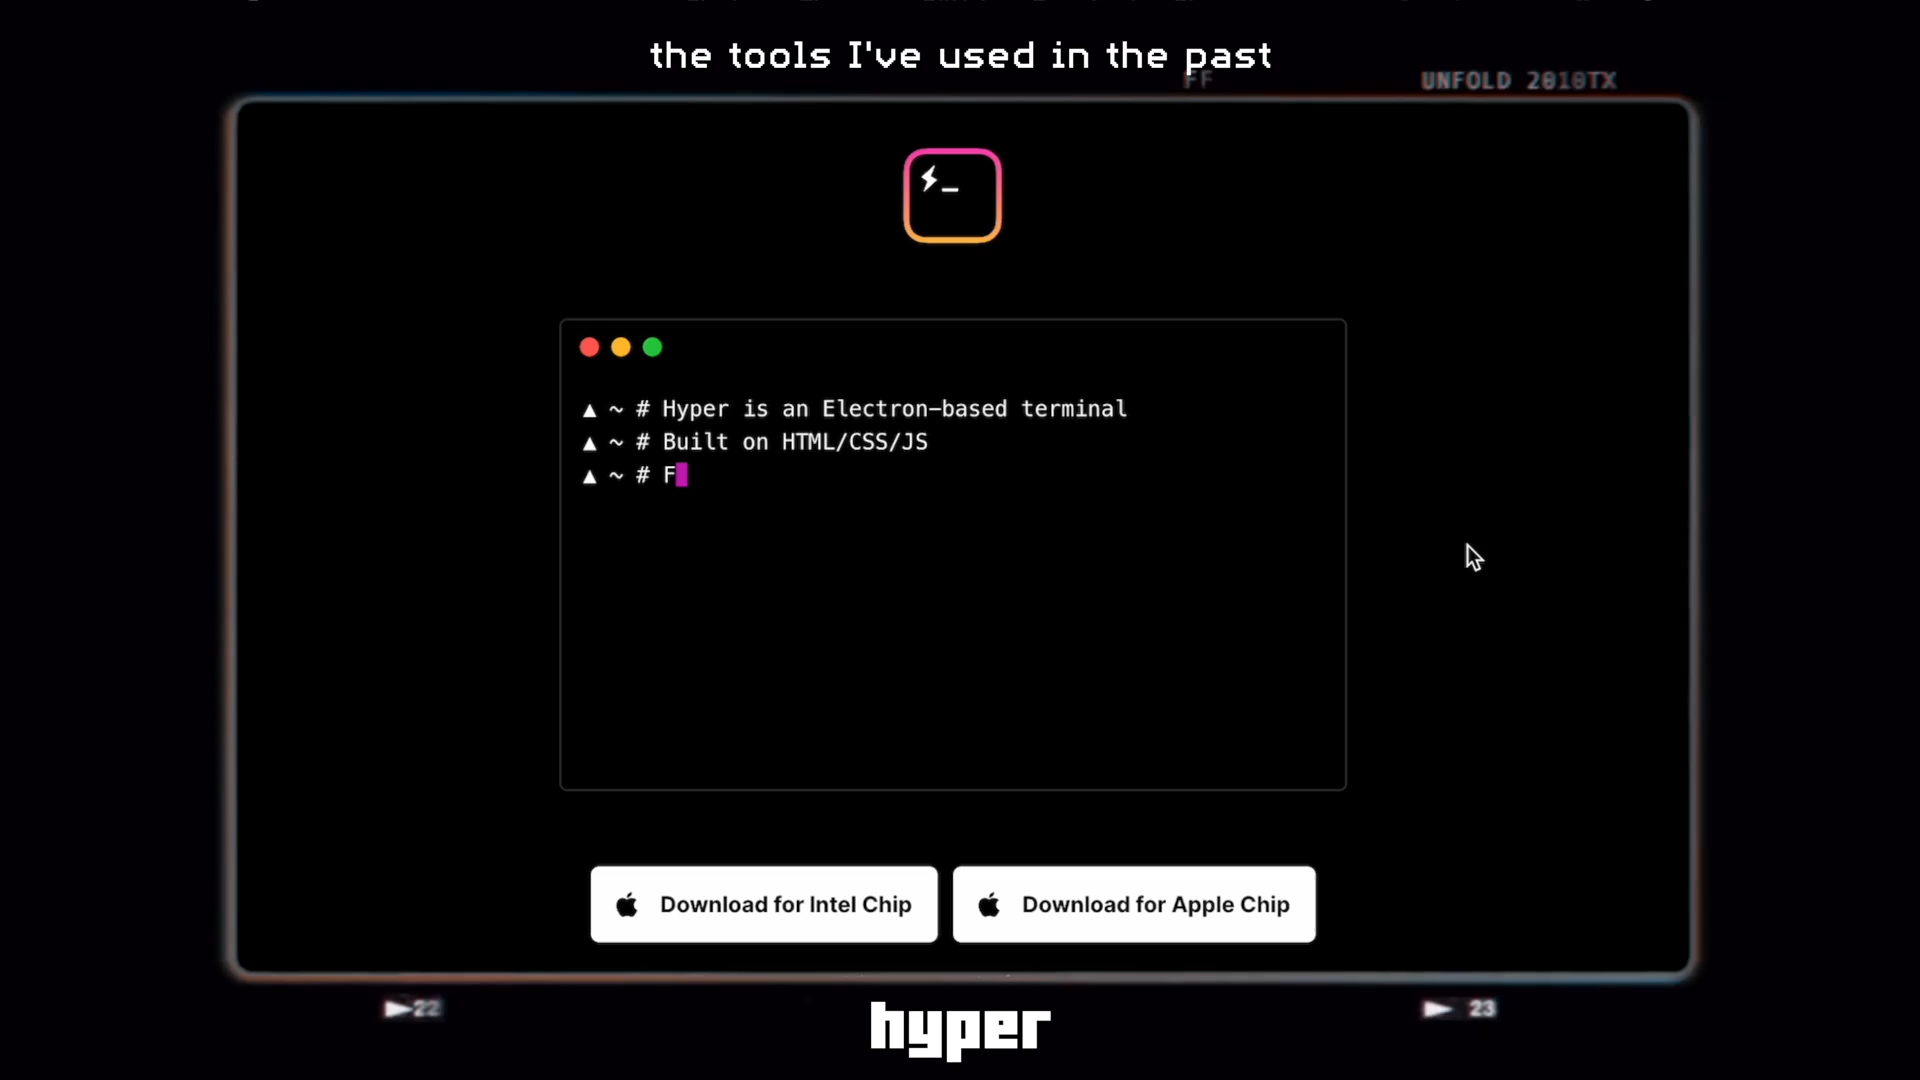 the tools I've used in the past
FF
UNFOLD 2010TX
⚡_
▲ ~ # Hyper is an Electron-based terminal
▲ ~ # Built on HTML/CSS/JS
▲ ~ # F
Download for Intel Chip
Download for Apple Chip
▶22
▶ 23
hyper